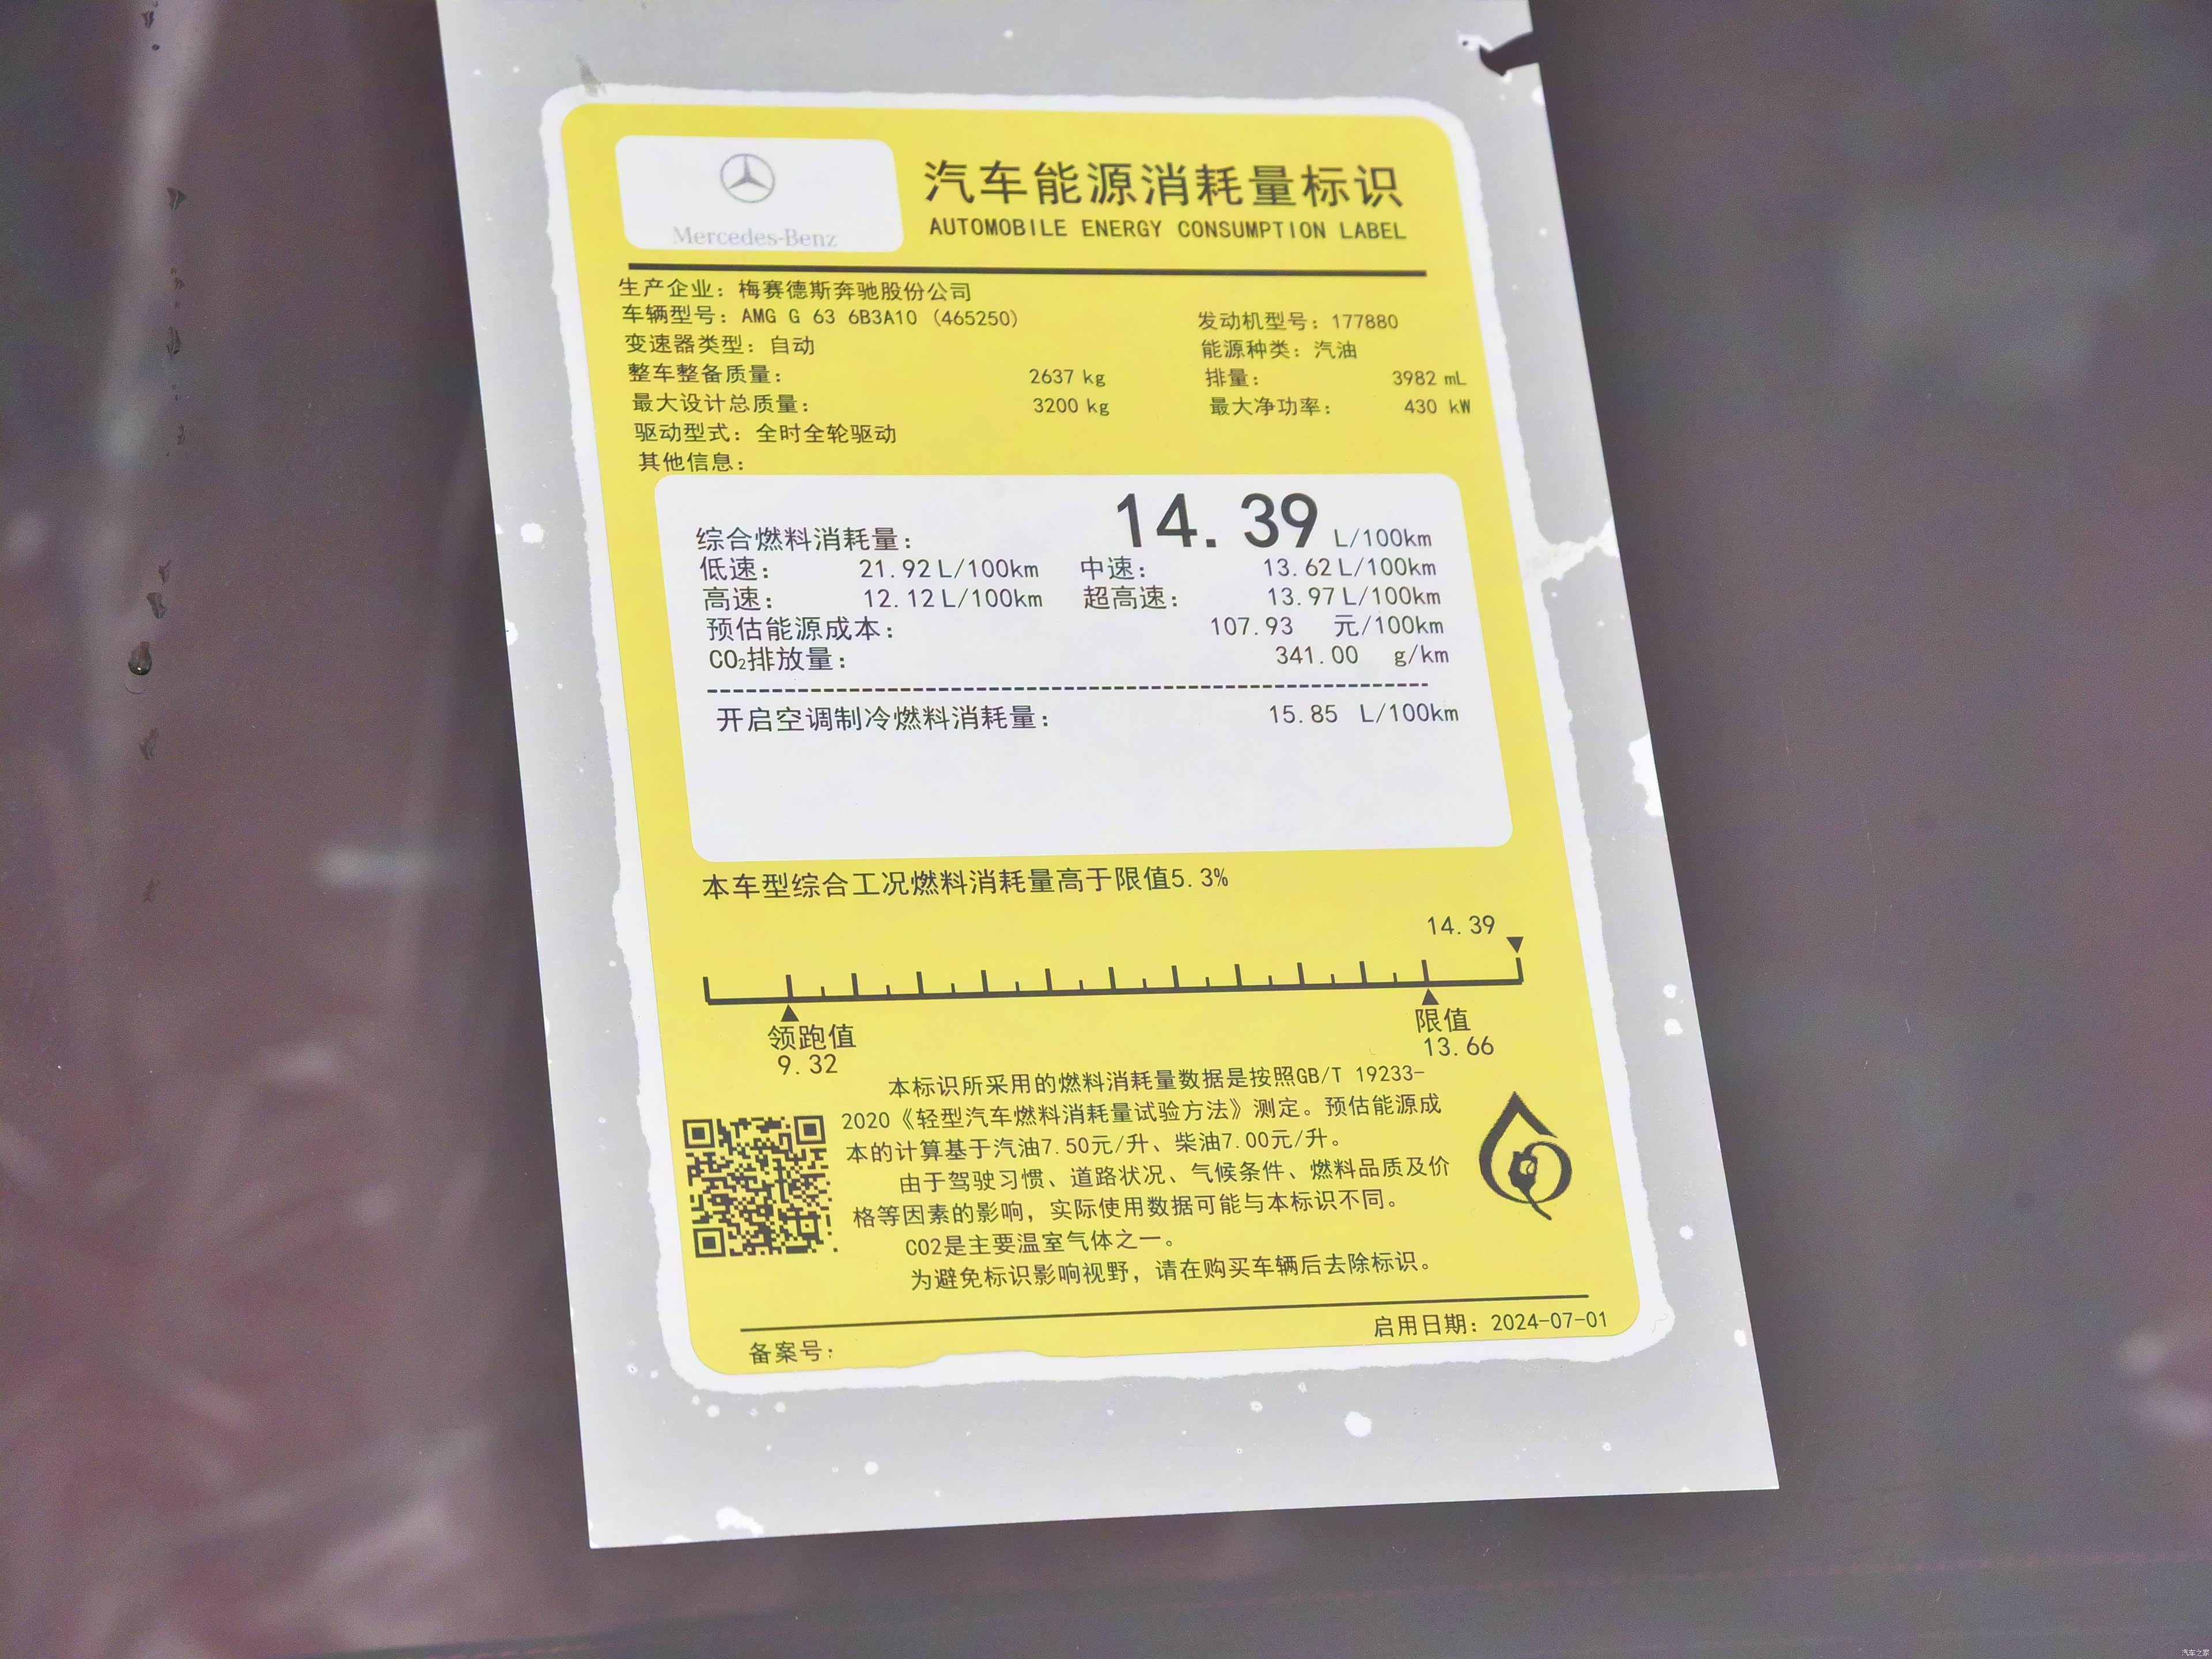 Mercedes-Benz
汽车能源消耗量标识
AUTOMOBILE ENERGY CONSUMPTION LABEL
生产企业：梅赛德斯奔驰股份公司
车辆型号：AMG G 63 6B3A10 (465250)
发动机型号：177880
变速器类型：自动
能源种类：汽油
整车整备质量： 2637 kg
排量： 3982 mL
最大设计总质量： 3200 kg
最大净功率： 430 kW
驱动型式：全时全轮驱动
其他信息：
综合燃料消耗量： 14.39 L/100km
低速： 21.92 L/100km 中速： 13.62 L/100km
高速： 12.12 L/100km 超高速： 13.97 L/100km
预估能源成本： 107.93 元/100km
CO₂排放量： 341.00 g/km
开启空调制冷燃料消耗量： 15.85 L/100km
本车型综合工况燃料消耗量高于限值5.3%
14.39
领跑值
9.32
限值
13.66
本标识所采用的燃料消耗量数据是按照GB/T 19233-
2020《轻型汽车燃料消耗量试验方法》测定。预估能源成
本的计算基于汽油7.50元/升、柴油7.00元/升。
由于驾驶习惯、道路状况、气候条件、燃料品质及价
格等因素的影响，实际使用数据可能与本标识不同。
CO2是主要温室气体之一。
为避免标识影响视野，请在购买车辆后去除标识。
备案号：
启用日期：2024-07-01
汽车之家